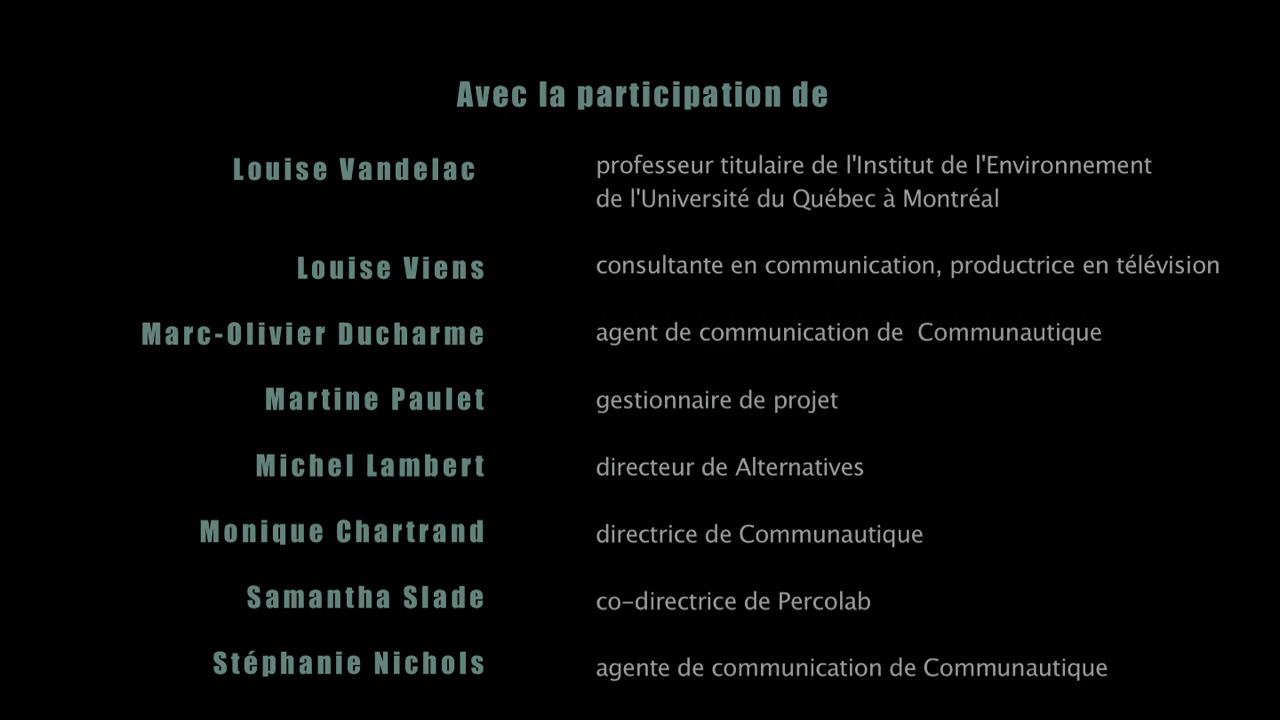 Avec la participation de
Louise Vandelac professeur titulaire de l'Institut de l'Environnement
de l'Université du Québec à Montréal
Louise Viens consultante en communication, productrice en télévision
Marc-Olivier Ducharme agent de communication de  Communautique
Martine Paulet gestionnaire de projet
Michel Lambert directeur de Alternatives
Monique Chartrand directrice de Communautique
Samantha Slade co-directrice de Percolab
Stéphanie Nichols agente de communication de Communautique